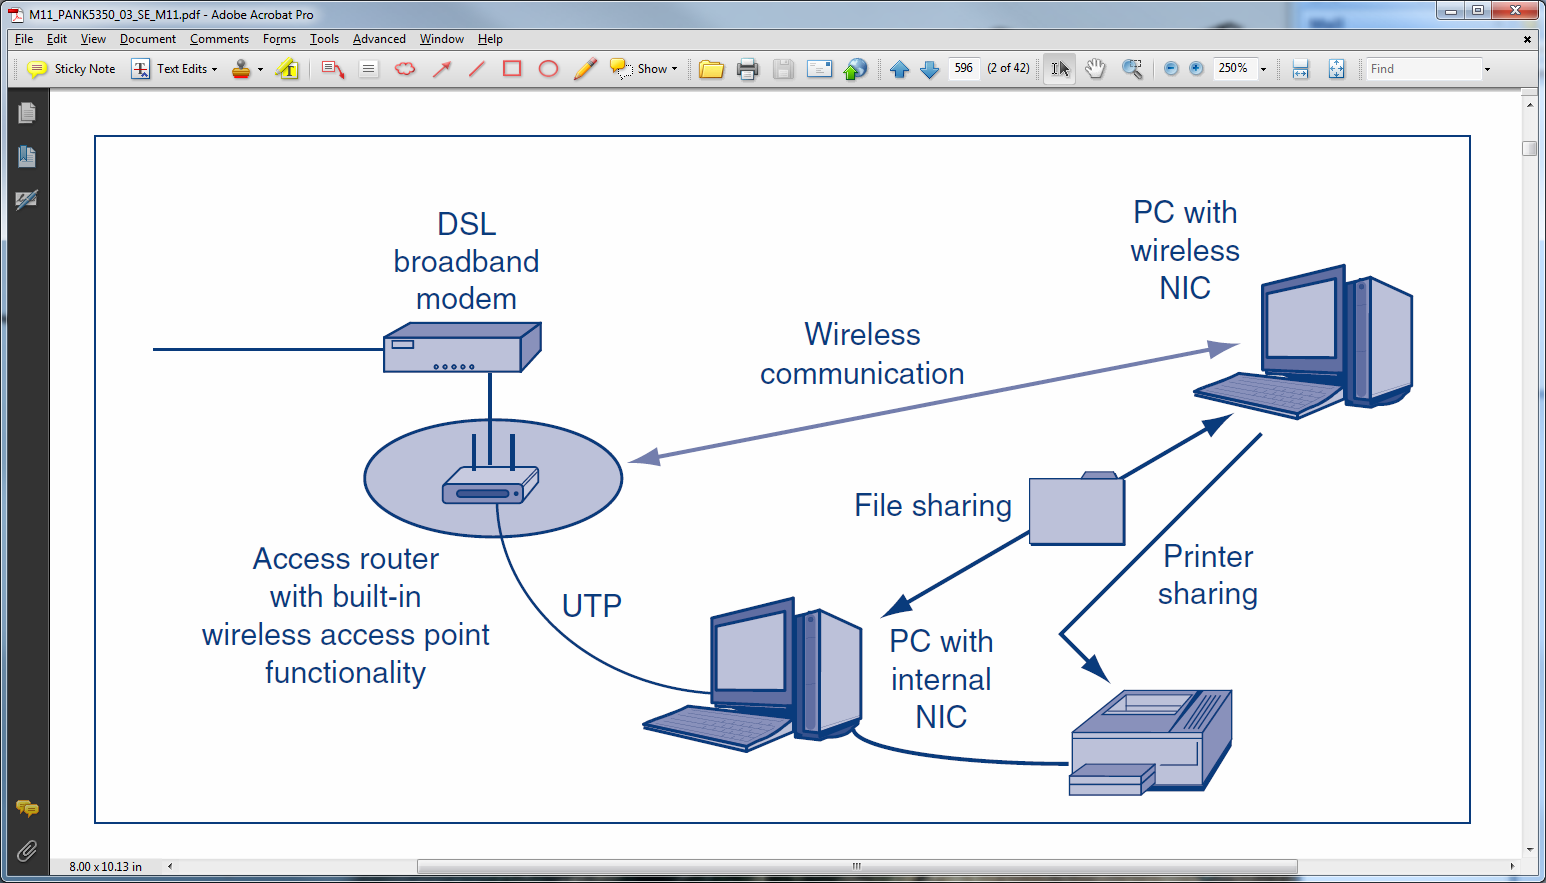 M11_PANK5350_03_SE_M11.pdf - Adobe Acrobat Pro
File Edit View Document Comments Forms Tools Advanced Window Help
Sticky Note Text Edits Show 596 (2 of 42) 250% Find
DSL
broadband
modem
PC with
wireless
NIC
Wireless
communication
File sharing
Printer
sharing
Access router
with built-in
wireless access point
functionality
UTP
PC with
internal
NIC
8.00 x 10.13 in